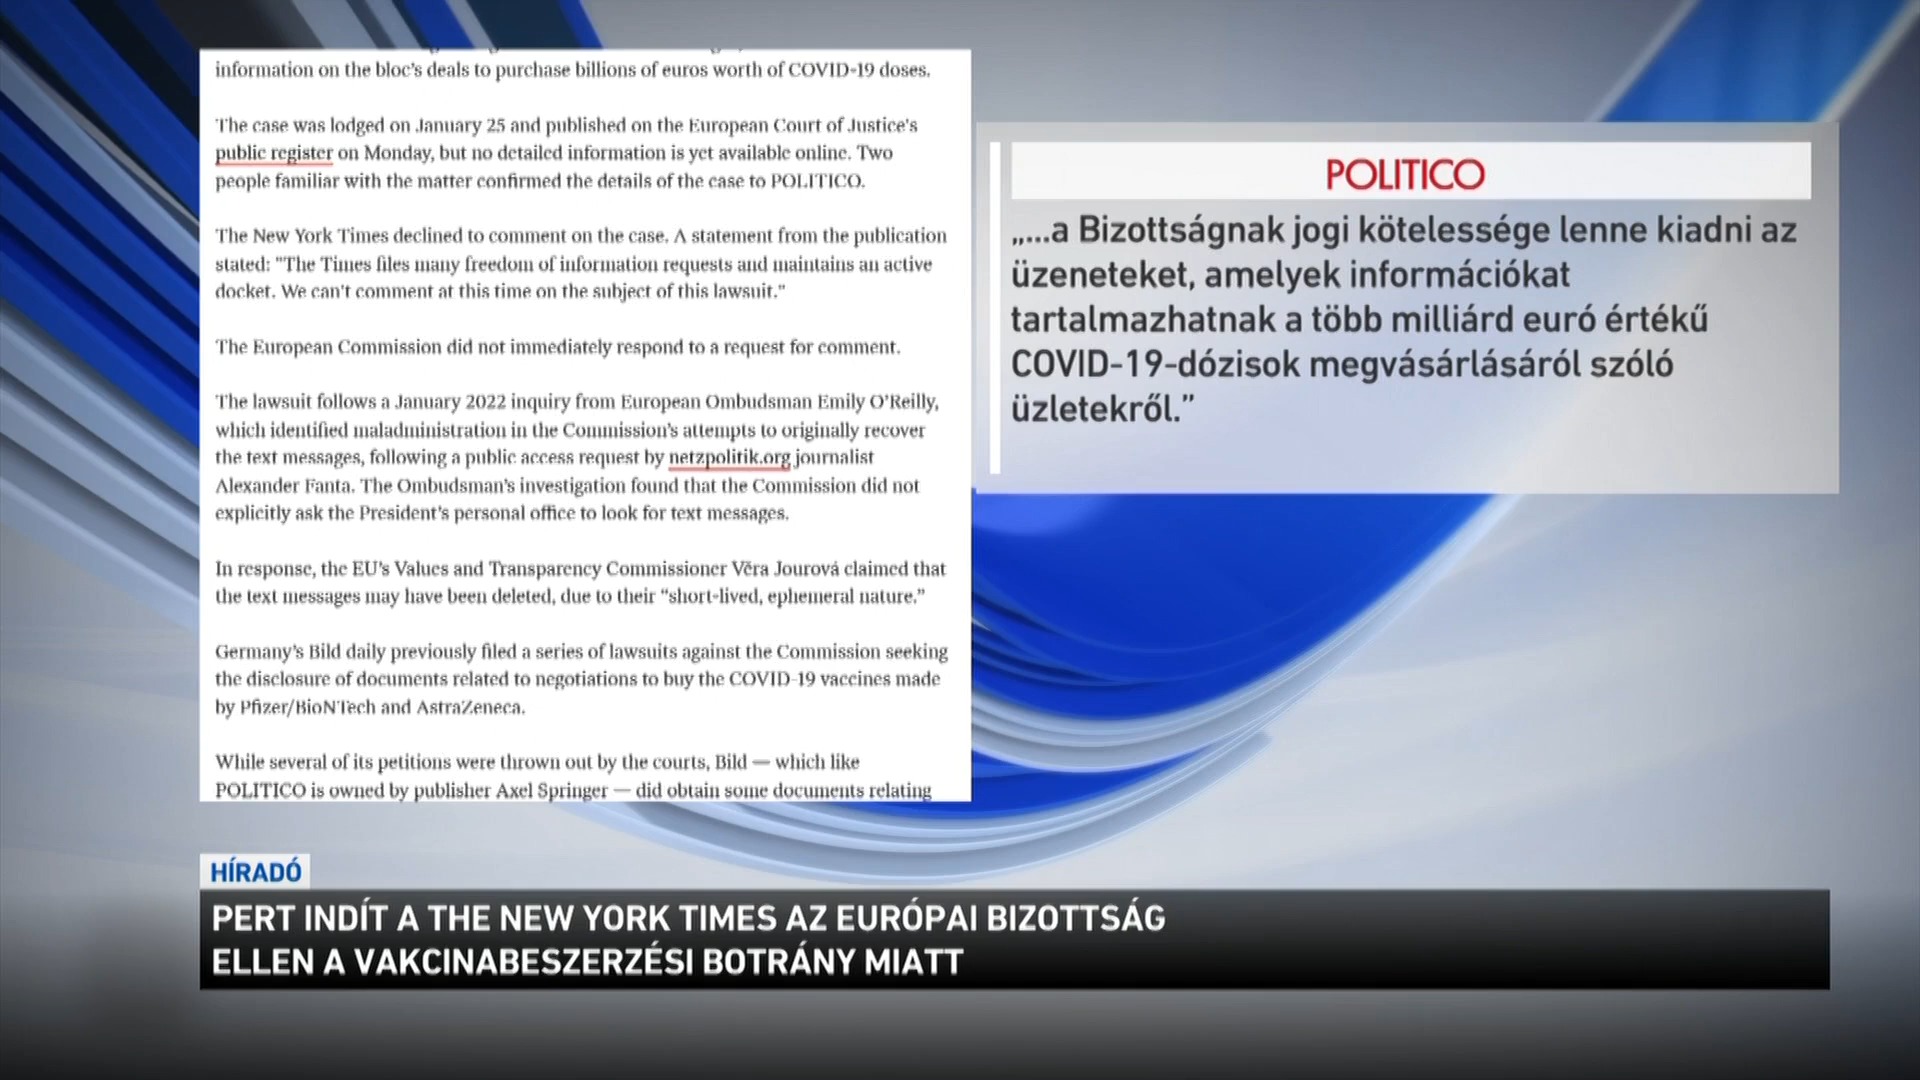 information on the bloc's deals to purchase billions of euros worth of COVID-19 doses.
The case was lodged on January 25 and published on the European Court of Justice's
public register on Monday, but no detailed information is yet available online. Two
people familiar with the matter confirmed the details of the case to POLITICO.
The New York Times declined to comment on the case. A statement from the publication
stated: "The Times files many freedom of information requests and maintains an active
docket. We can't comment at this time on the subject of this lawsuit."
The European Commission did not immediately respond to a request for comment.
The lawsuit follows a January 2022 inquiry from European Ombudsman Emily O’Reilly,
which identified maladministration in the Commission’s attempts to originally recover
the text messages, following a public access request by netzpolitik.org journalist
Alexander Fanta. The Ombudsman’s investigation found that the Commission did not
explicitly ask the President’s personal office to look for text messages.
In response, the EU’s Values and Transparency Commissioner Věra Jourová claimed that
the text messages may have been deleted, due to their “short-lived, ephemeral nature.”
Germany’s Bild daily previously filed a series of lawsuits against the Commission seeking
the disclosure of documents related to negotiations to buy the COVID-19 vaccines made
by Pfizer/BioNTech and AstraZeneca.
While several of its petitions were thrown out by the courts, Bild — which like
POLITICO is owned by publisher Axel Springer — did obtain some documents relating
POLITICO
„...a Bizottságnak jogi kötelessége lenne kiadni az
üzeneteket, amelyek információkat
tartalmazhatnak a több milliárd euró értékű
COVID-19-dózisok megvásárlásáról szóló
üzletekről.”
HÍRADÓ
PERT INDÍT A THE NEW YORK TIMES AZ EURÓPAI BIZOTTSÁG
ELLEN A VAKCINABESZERZÉSI BOTRÁNY MIATT